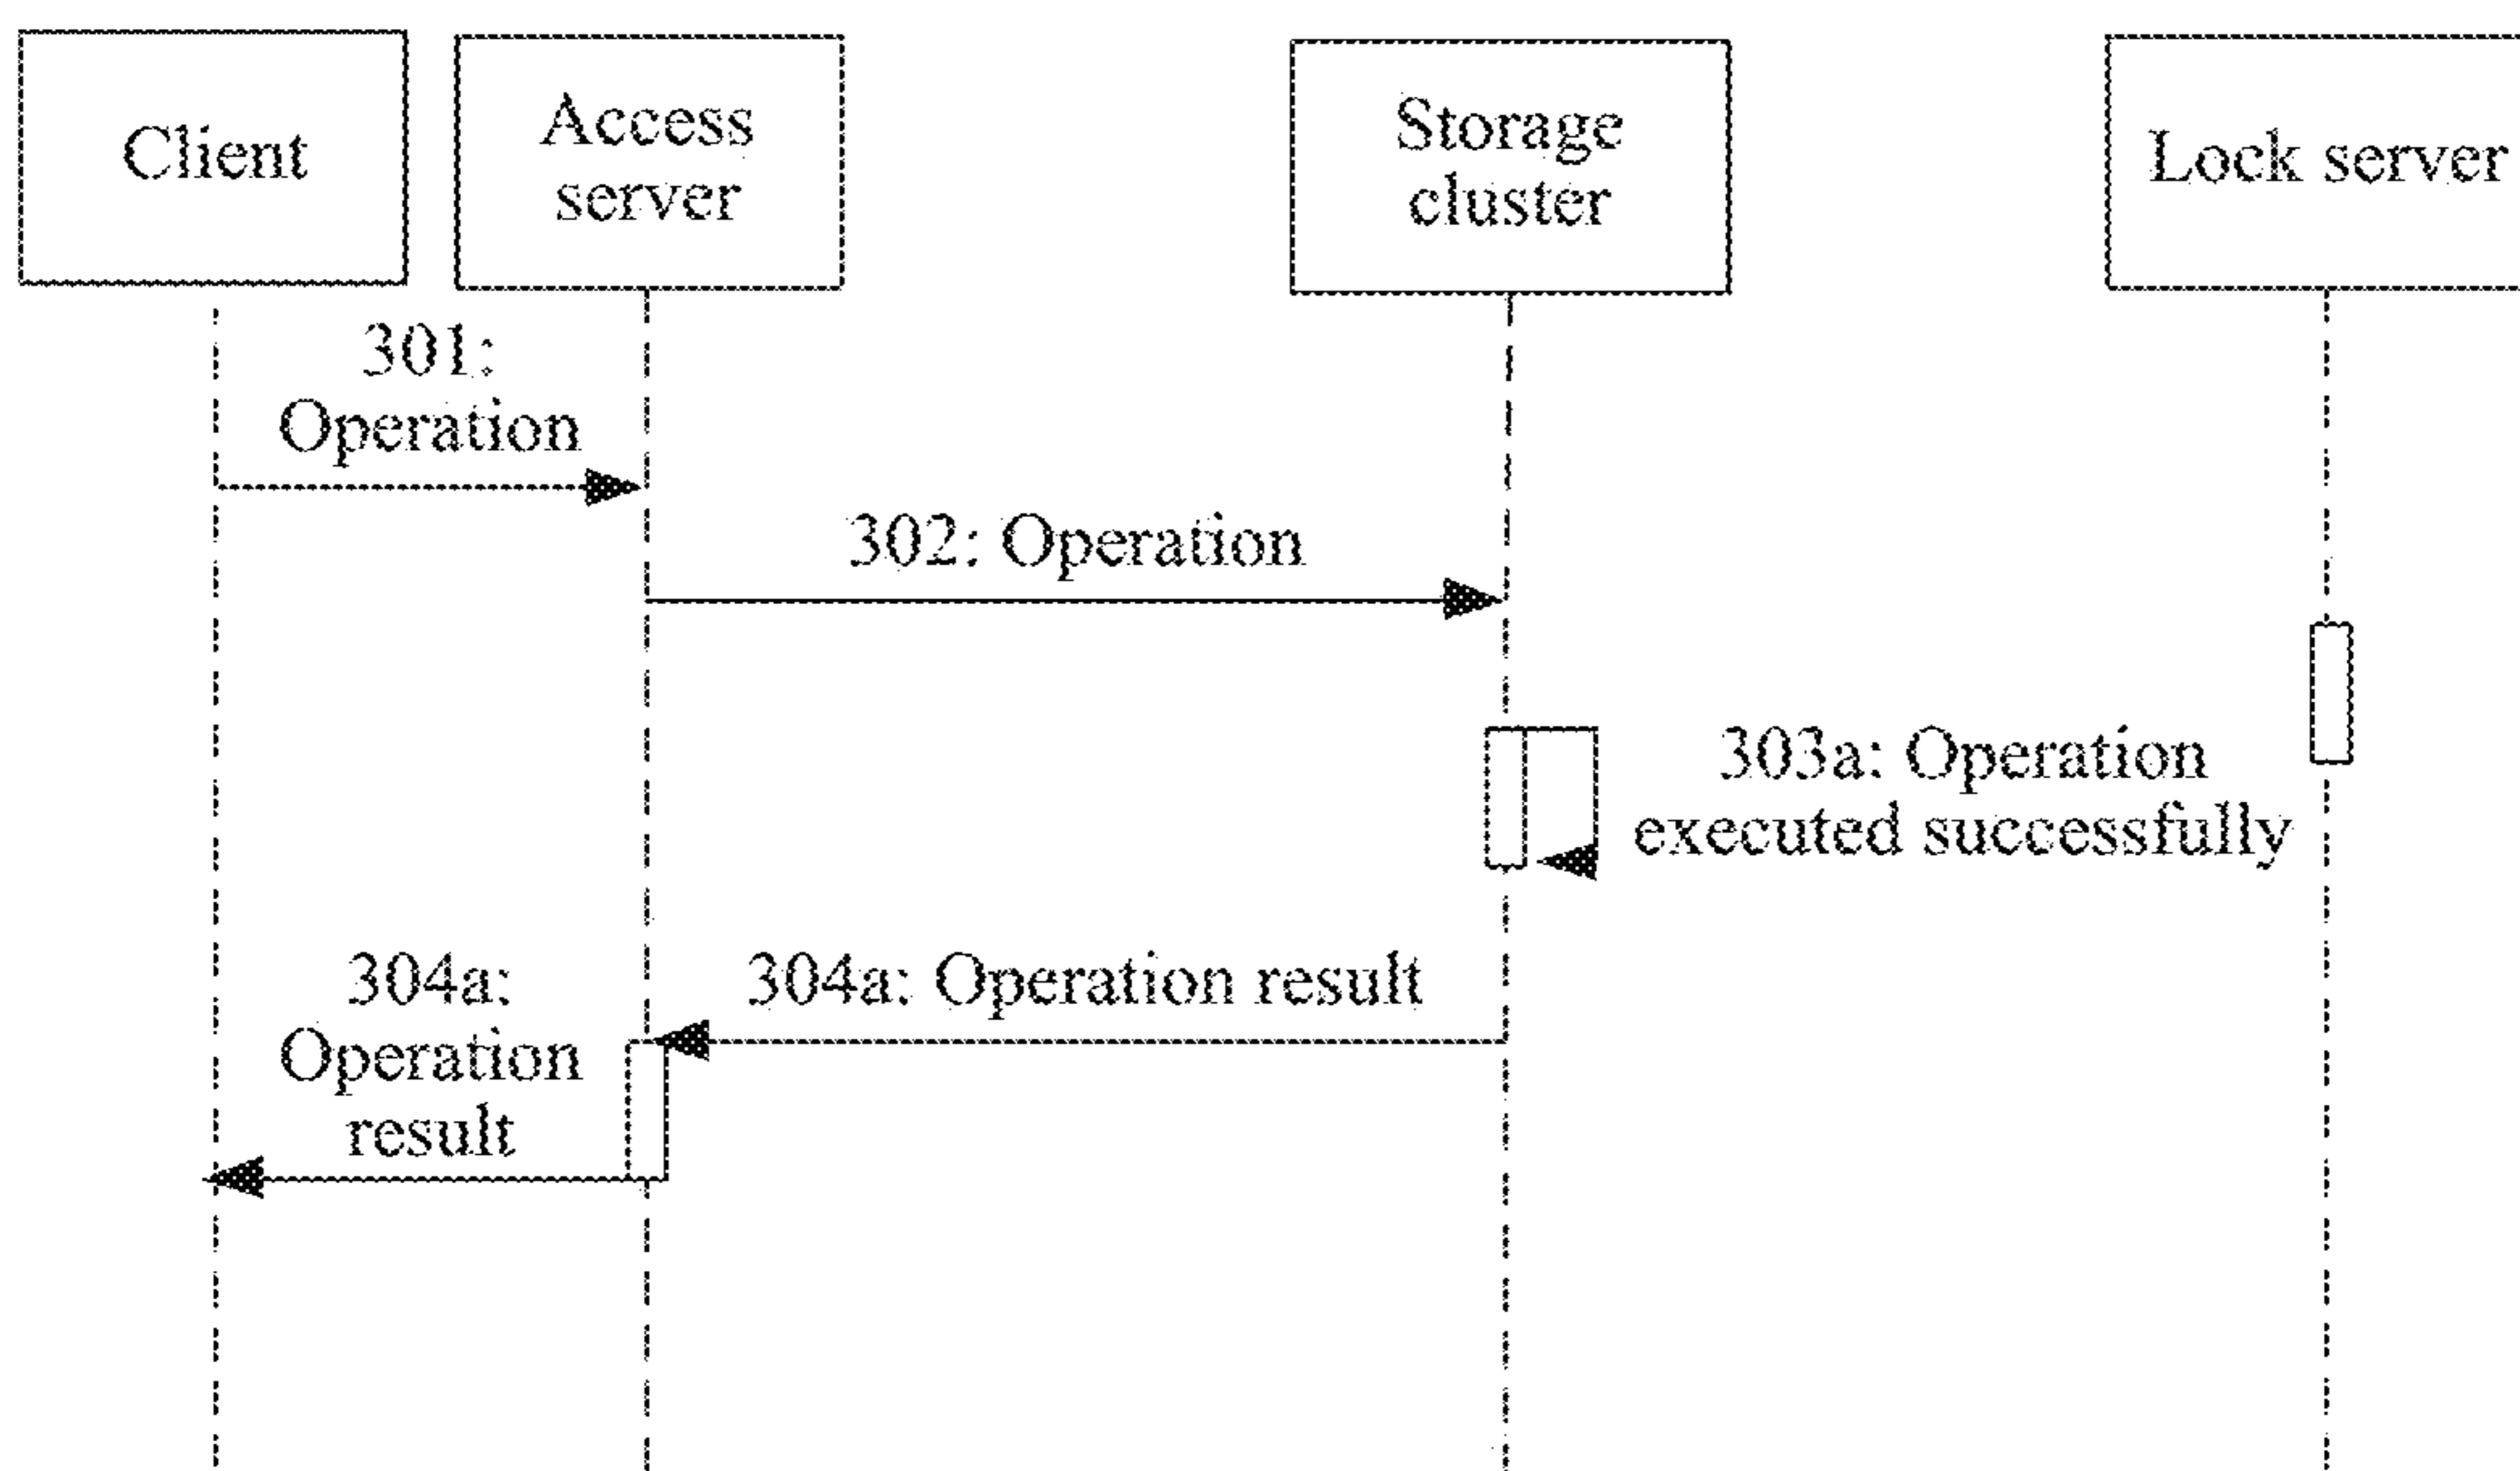 Client
Access
server
Storage
cluster
Lock server
301:
Operation
302: Operation
303a: Operation
executed successfully
304a: Operation result
304a:
Operation
result